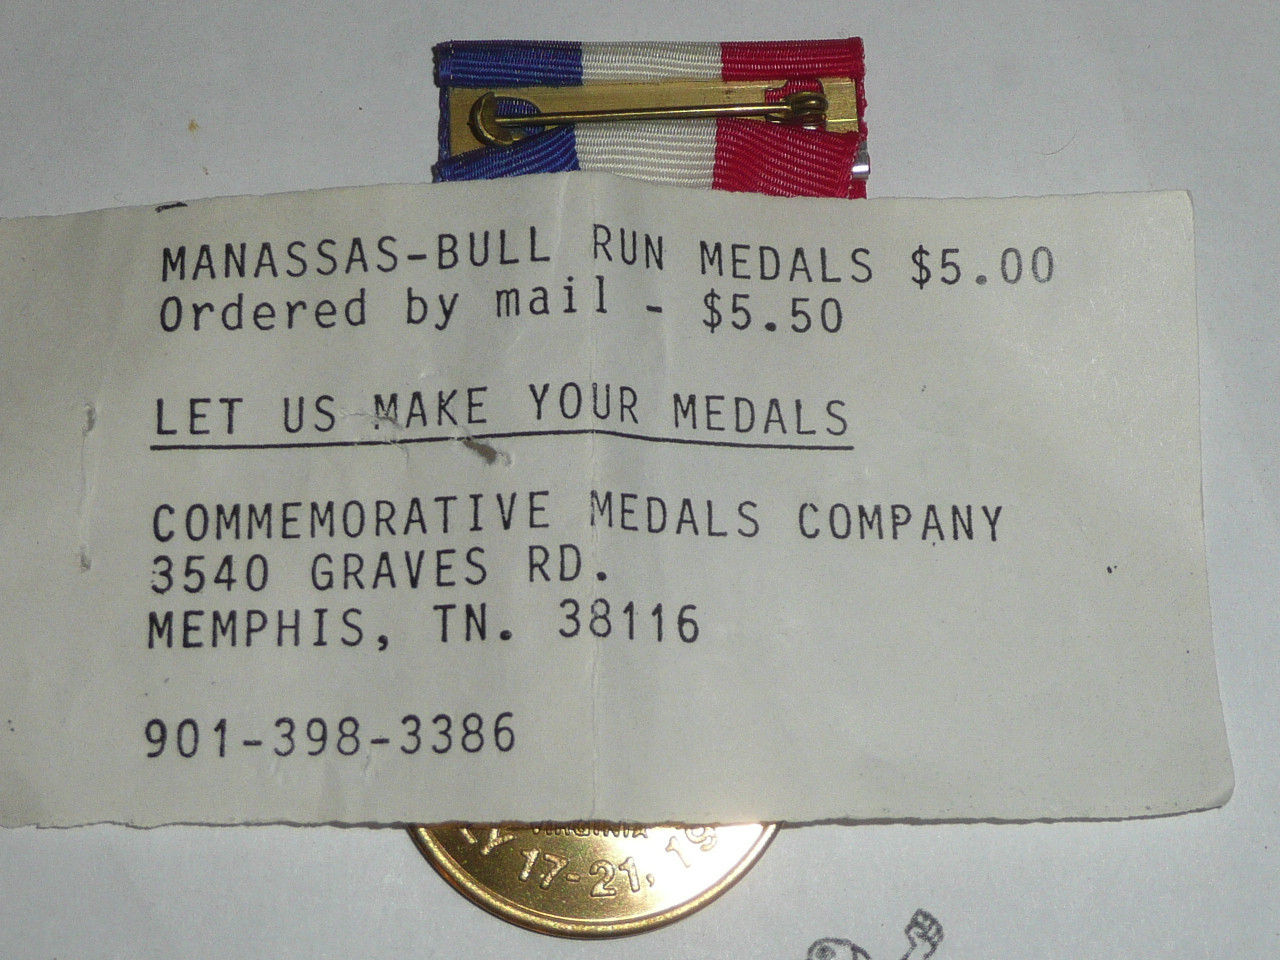 MANASSAS-BULL RUN MEDALS $5.00
Ordered by mail - $5.50
LET US MAKE YOUR MEDALS
COMMEMORATIVE MEDALS COMPANY
3540 GRAVES RD.
MEMPHIS, TN. 38116
901-398-3386
VIRGINIA
17-21, 19